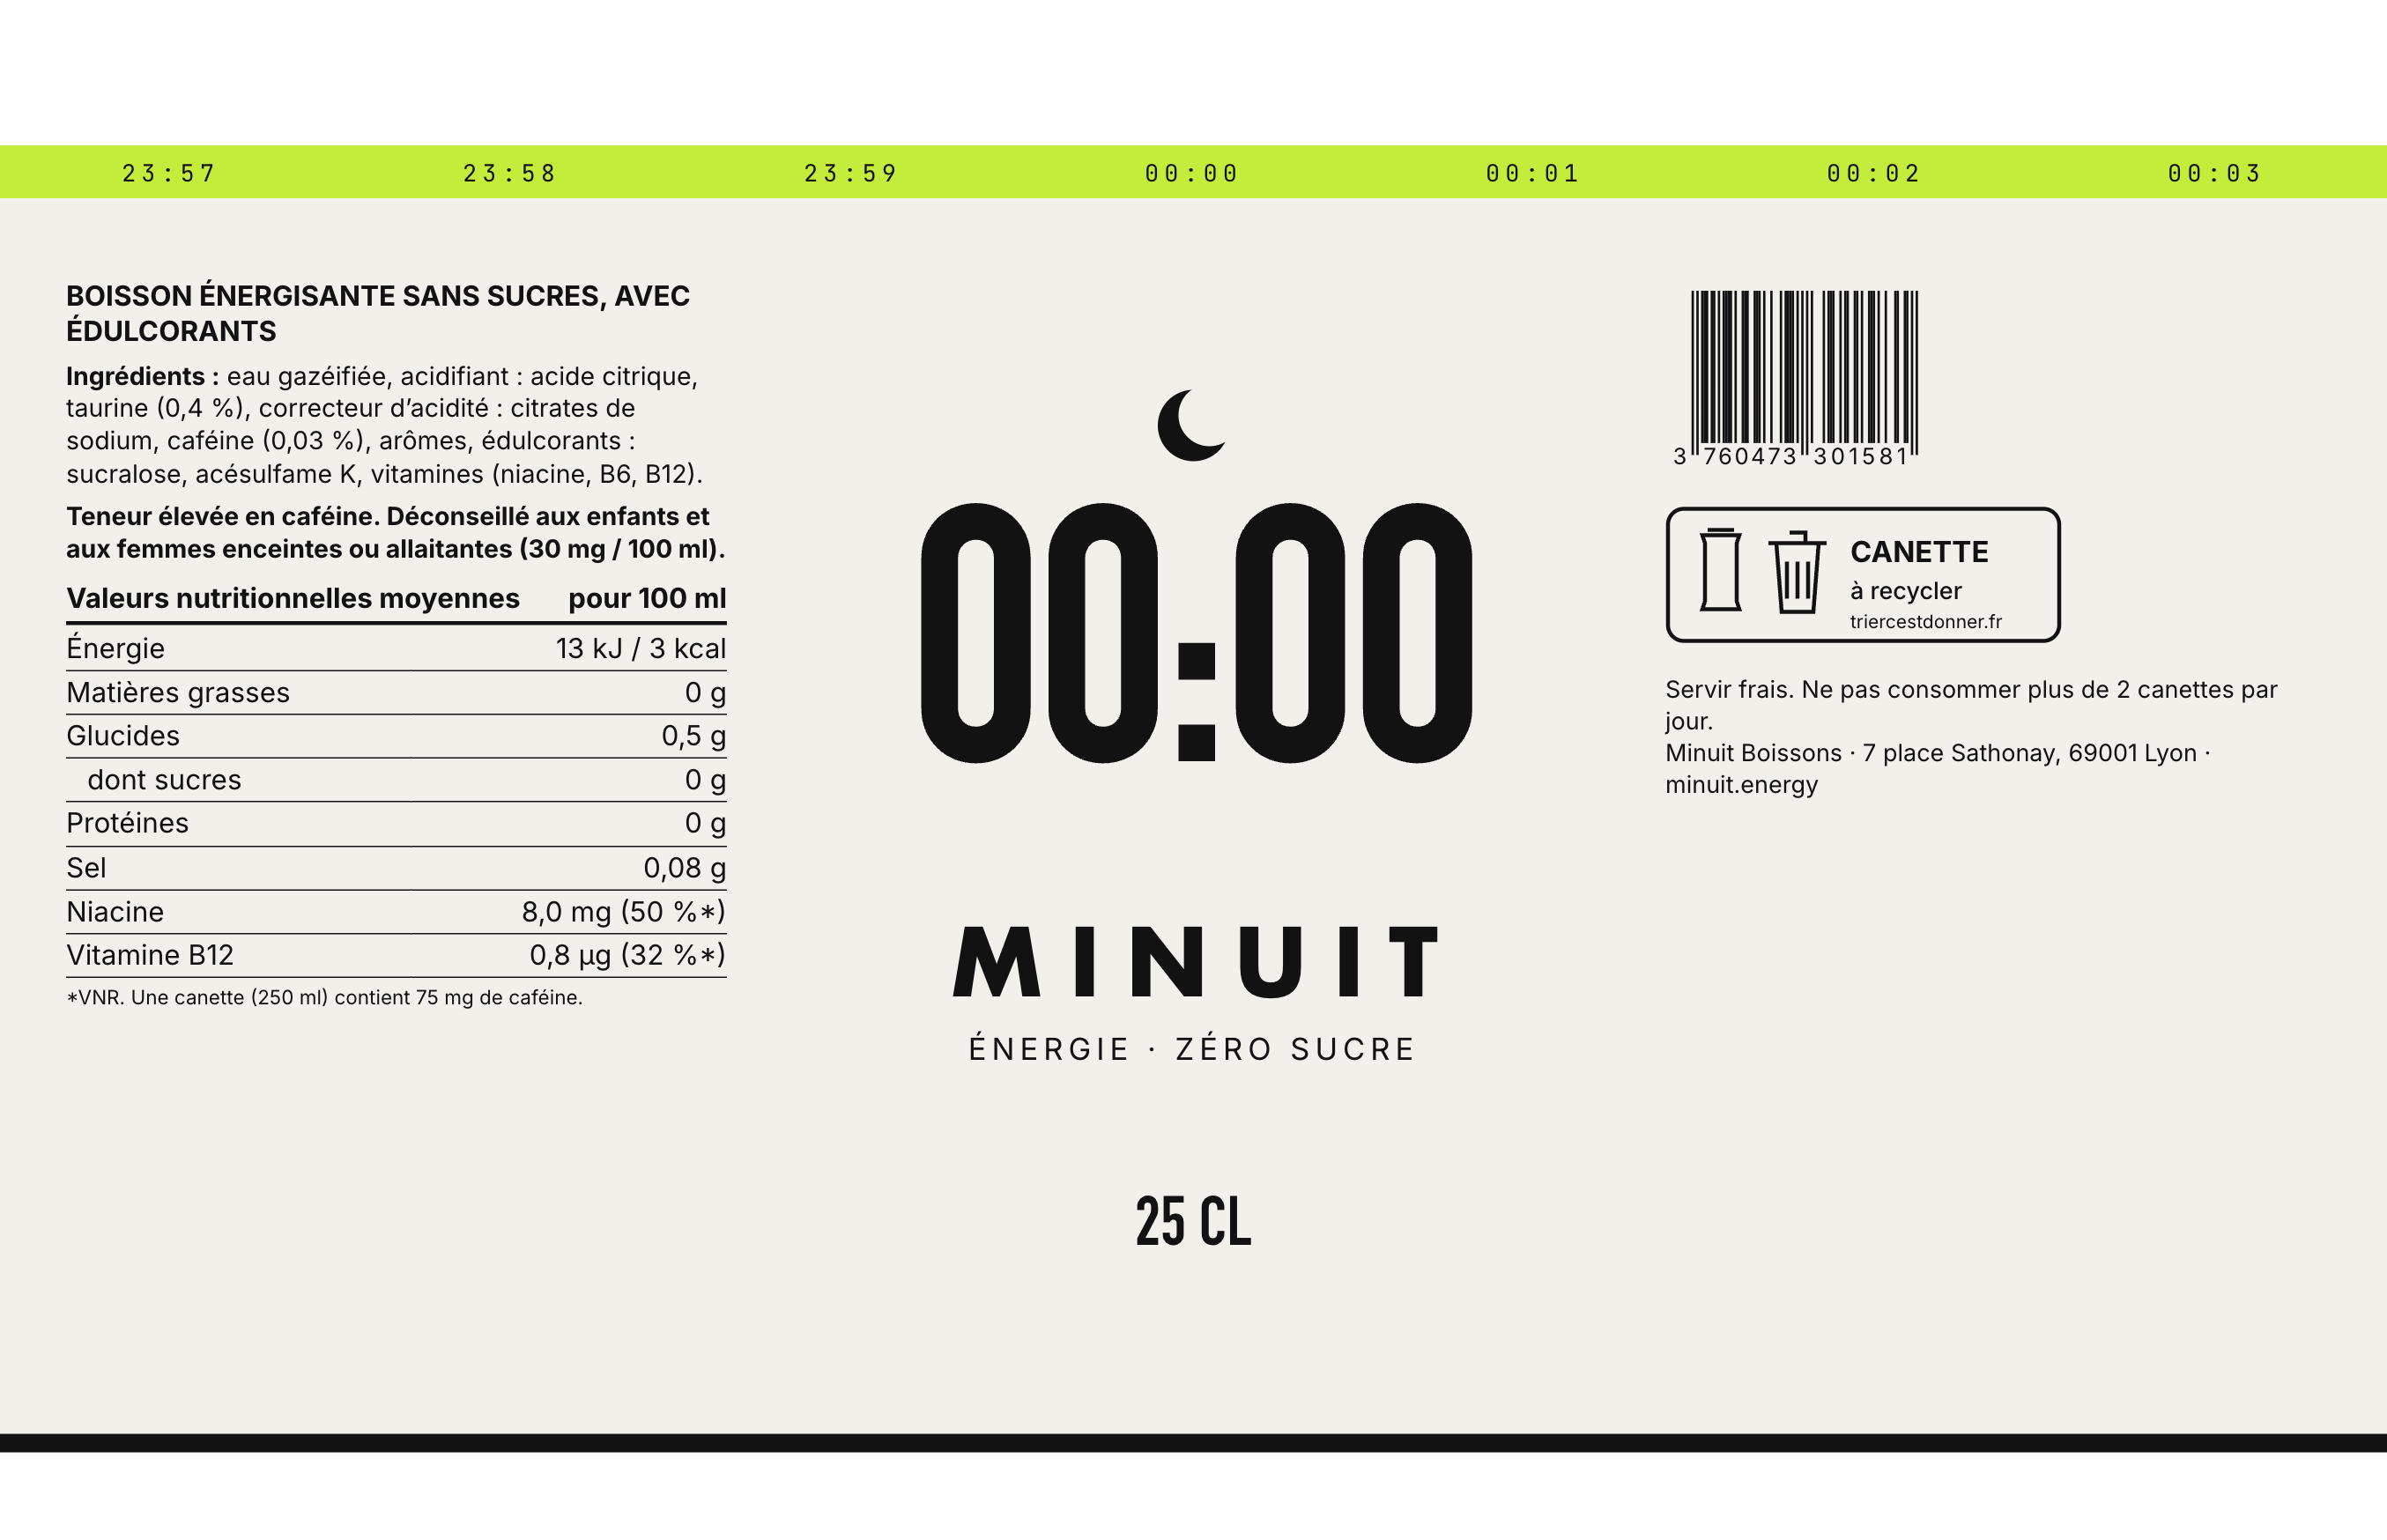 23:57 23:58 23:59 00:00 00:01 00:02 00:03
BOISSON ÉNERGISANTE SANS SUCRES, AVEC
ÉDULCORANTS
Ingrédients : eau gazéifiée, acidifiant : acide citrique,
taurine (0,4 %), correcteur d’acidité : citrates de
sodium, caféine (0,03 %), arômes, édulcorants :
sucralose, acésulfame K, vitamines (niacine, B6, B12).
Teneur élevée en caféine. Déconseillé aux enfants et
aux femmes enceintes ou allaitantes (30 mg / 100 ml).
Valeurs nutritionnelles moyennes pour 100 ml
Énergie 13 kJ / 3 kcal
Matières grasses 0 g
Glucides 0,5 g
dont sucres 0 g
Protéines 0 g
Sel 0,08 g
Niacine 8,0 mg (50 %*)
Vitamine B12 0,8 µg (32 %*)
*VNR. Une canette (250 ml) contient 75 mg de caféine.
00:00
MINUIT
ÉNERGIE · ZÉRO SUCRE
25 CL
3 760473 301581
CANETTE
à recycler
triercestdonner.fr
Servir frais. Ne pas consommer plus de 2 canettes par
jour.
Minuit Boissons · 7 place Sathonay, 69001 Lyon ·
minuit.energy